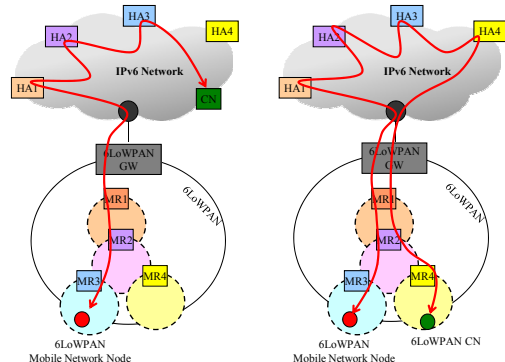 HA3
HA2
HA4
IPv6 Network
HA1
CN
6LoWPAN
GW
6LoWPAN
MR1
MR2
MR3
MR4
6LoWPAN
Mobile Network Node
HA3
HA2
HA4
IPv6 Network
HA1
6LoWPAN
GW
6LoWPAN
MR1
MR2
MR3
MR4
6LoWPAN
Mobile Network Node
6LoWPAN CN